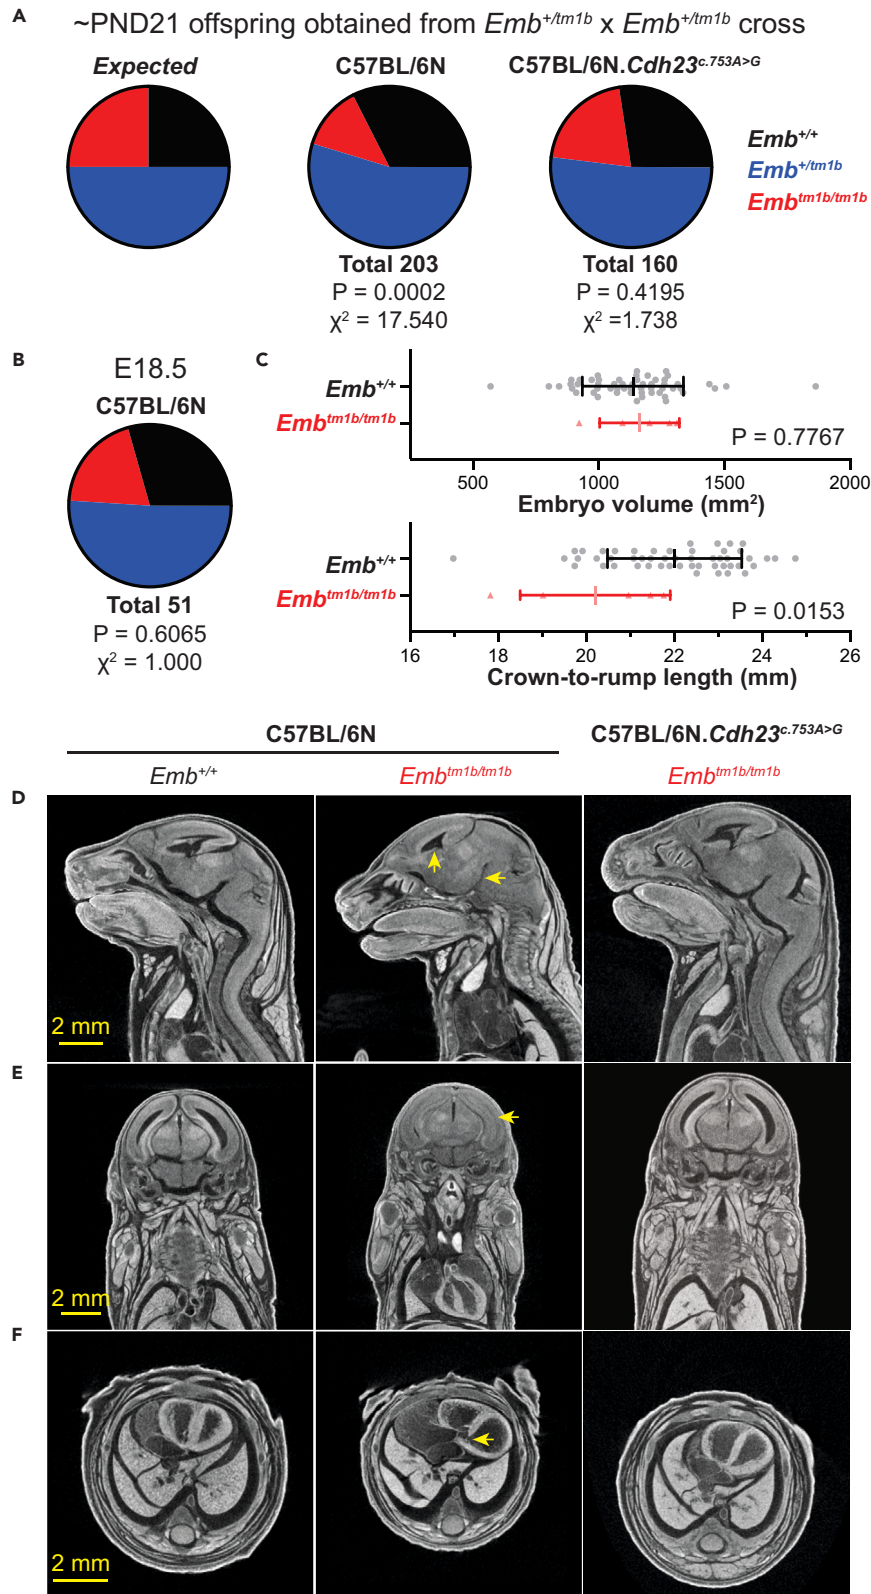 A
~PND21 offspring obtained from Emb+/tm1b x Emb+/tm1b cross
Expected
C57BL/6N
C57BL/6N.Cdh23c.753A>G
Emb+/+
Emb+/tm1b
Embtm1b/tm1b
Total 203
P = 0.0002
χ2 = 17.540
Total 160
P = 0.4195
χ2 =1.738
B
E18.5
C57BL/6N
Total 51
P = 0.6065
χ2 = 1.000
C
Emb+/+
Embtm1b/tm1b
P = 0.7767
500 1000 1500 2000
Embryo volume (mm2)
Emb+/+
Embtm1b/tm1b
P = 0.0153
16 18 20 22 24 26
Crown-to-rump length (mm)
C57BL/6N
C57BL/6N.Cdh23c.753A>G
Emb+/+
Embtm1b/tm1b
Embtm1b/tm1b
D
2 mm
E
2 mm
F
2 mm